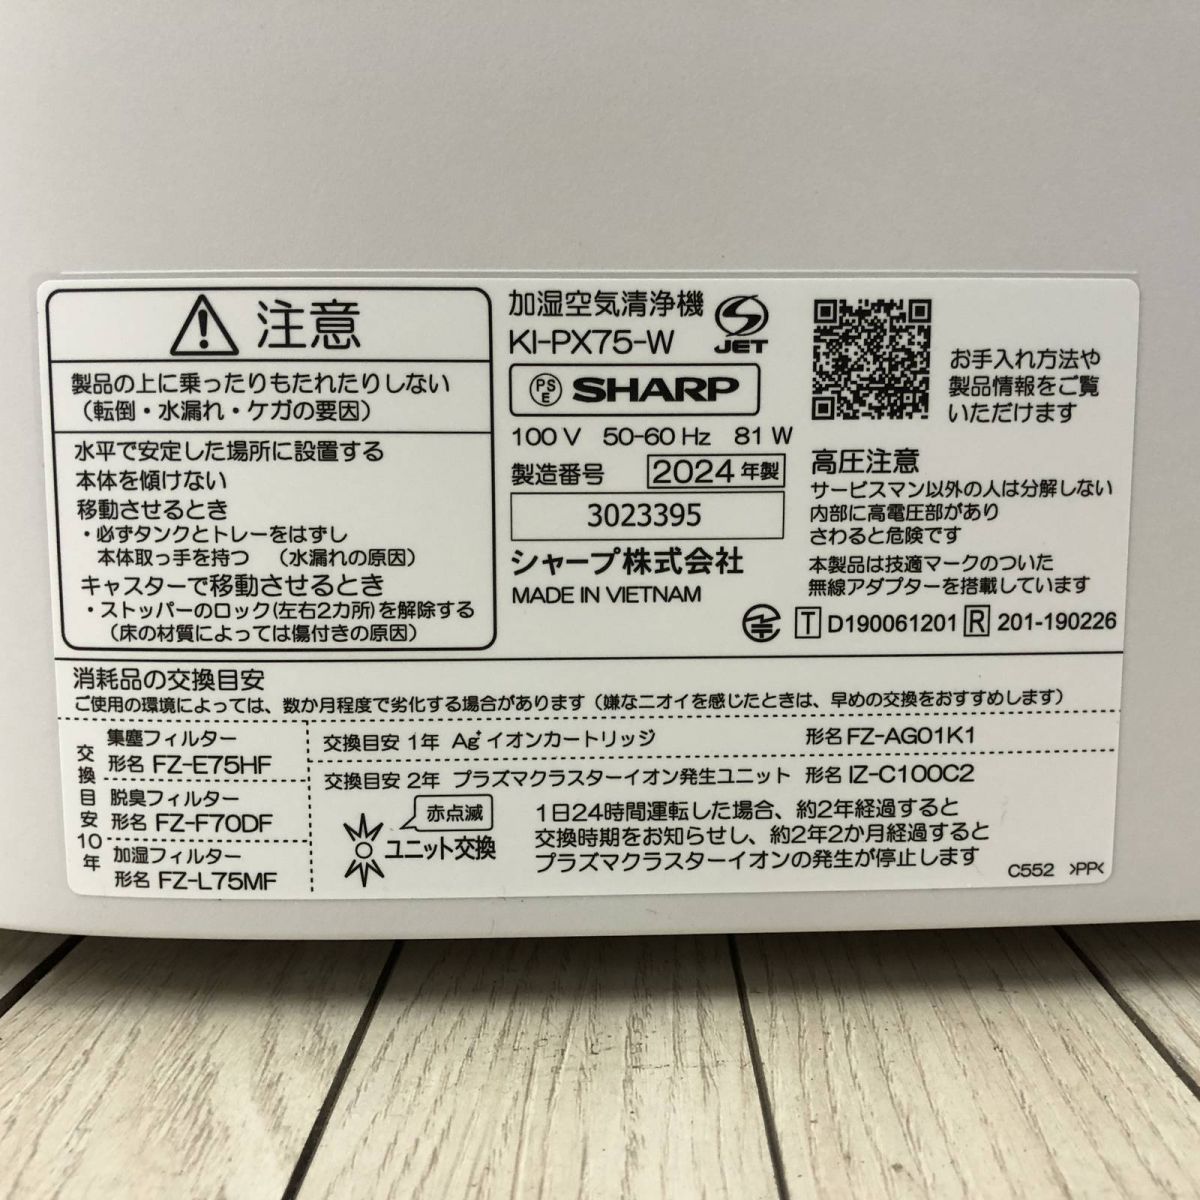 注意
製品の上に乗ったりもたれたりしない
（転倒・水漏れ・ケガの要因）
水平で安定した場所に設置する
本体を傾けない
移動させるとき
・必ずタンクとトレーをはずし
本体取っ手を持つ （水漏れの原因）
キャスターで移動させるとき
・ストッパーのロック(左右2カ所)を解除する
（床の材質によっては傷付きの原因）
加湿空気清浄機
KI-PX75-W
JET
PSE SHARP
100 V 50-60 Hz 81 W
製造番号 2024年製
3023395
シャープ株式会社
MADE IN VIETNAM
お手入れ方法や
製品情報をご覧
いただけます
高圧注意
サービスマン以外の人は分解しない
内部に高電圧部があり
さわると危険です
本製品は技適マークのついた
無線アダプターを搭載しています
T D190061201 R 201-190226
消耗品の交換目安
ご使用の環境によっては、数か月程度で劣化する場合があります（嫌なニオイを感じたときは、早めの交換をおすすめします）
交換目安10年
集塵フィルター
形名 FZ-E75HF
脱臭フィルター
形名 FZ-F70DF
加湿フィルター
形名 FZ-L75MF
交換目安 1年 Ag⁺イオンカートリッジ 形名 FZ-AG01K1
交換目安 2年 プラズマクラスターイオン発生ユニット 形名 IZ-C100C2
赤点滅
ユニット交換
1日24時間運転した場合、約2年経過すると
交換時期をお知らせし、約2年2か月経過すると
プラズマクラスターイオンの発生が停止します
C552 >PP<